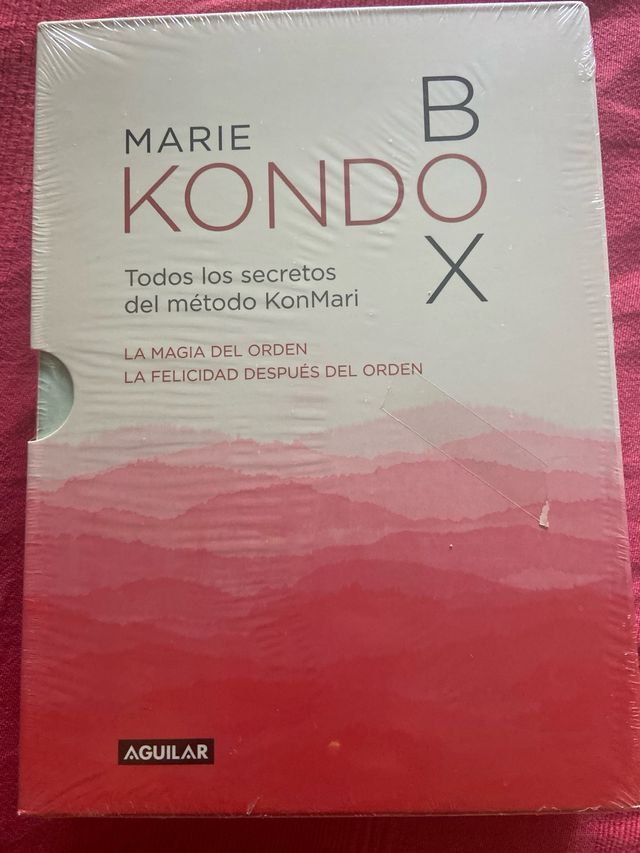 MARIE
KONDO
B
O
X
Todos los secretos
del método KonMari
LA MAGIA DEL ORDEN
LA FELICIDAD DESPUÉS DEL ORDEN
AGUILAR